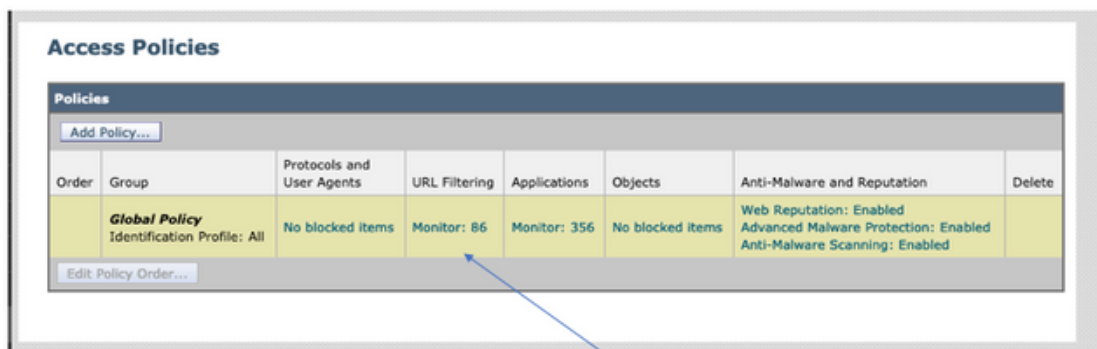 Access Policies
Policies
Add Policy...
Order Group Protocols and User Agents URL Filtering Applications Objects Anti-Malware and Reputation Delete
Global Policy
Identification Profile: All
No blocked items
Monitor: 86
Monitor: 356
No blocked items
Web Reputation: Enabled
Advanced Malware Protection: Enabled
Anti-Malware Scanning: Enabled
Edit Policy Order...